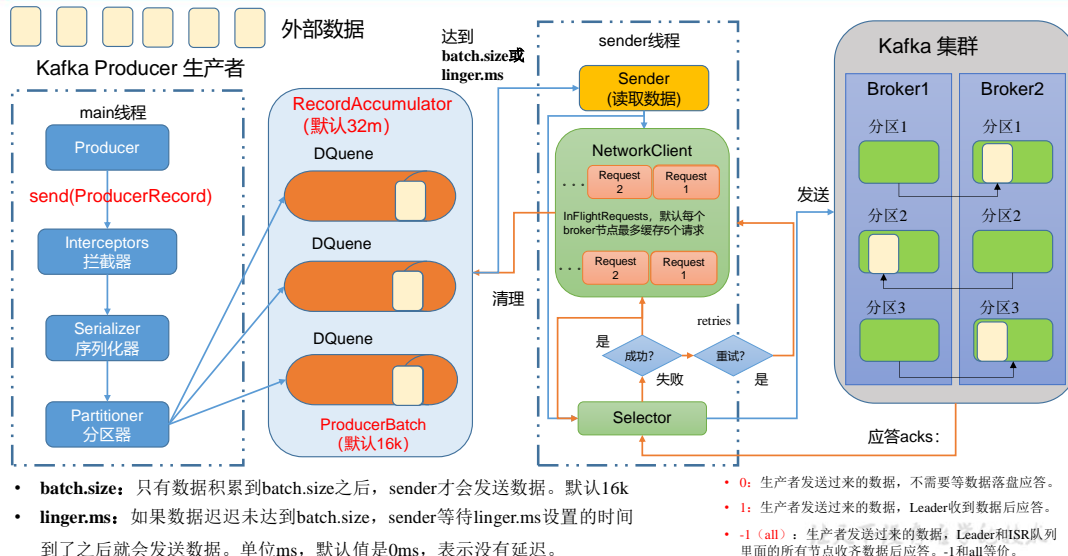 外部数据
Kafka Producer 生产者
main线程
Producer
send(ProducerRecord)
Interceptors
拦截器
Serializer
序列化器
Partitioner
分区器
RecordAccumulator
（默认32m）
DQuene
DQuene
DQuene
ProducerBatch
（默认16k）
达到
batch.size或
linger.ms
清理
sender线程
Sender
(读取数据)
NetworkClient
...
Request
2
Request
1
InFlightRequests，默认每个
broker节点最多缓存5个请求
...
Request
2
Request
1
是
成功?
失败
retries
重试?
是
Selector
发送
应答acks：
Kafka 集群
Broker1
分区1
分区2
分区3
Broker2
分区1
分区2
分区3
• batch.size：只有数据积累到batch.size之后，sender才会发送数据。默认16k
• linger.ms：如果数据迟迟未达到batch.size，sender等待linger.ms设置的时间
到了之后就会发送数据。单位ms，默认值是0ms，表示没有延迟。
• 0：生产者发送过来的数据，不需要等数据落盘应答。
• 1：生产者发送过来的数据，Leader收到数据后应答。
• -1（all）：生产者发送过来的数据，Leader和ISR队列
里面的所有节点收齐数据后应答。-1和all等价。